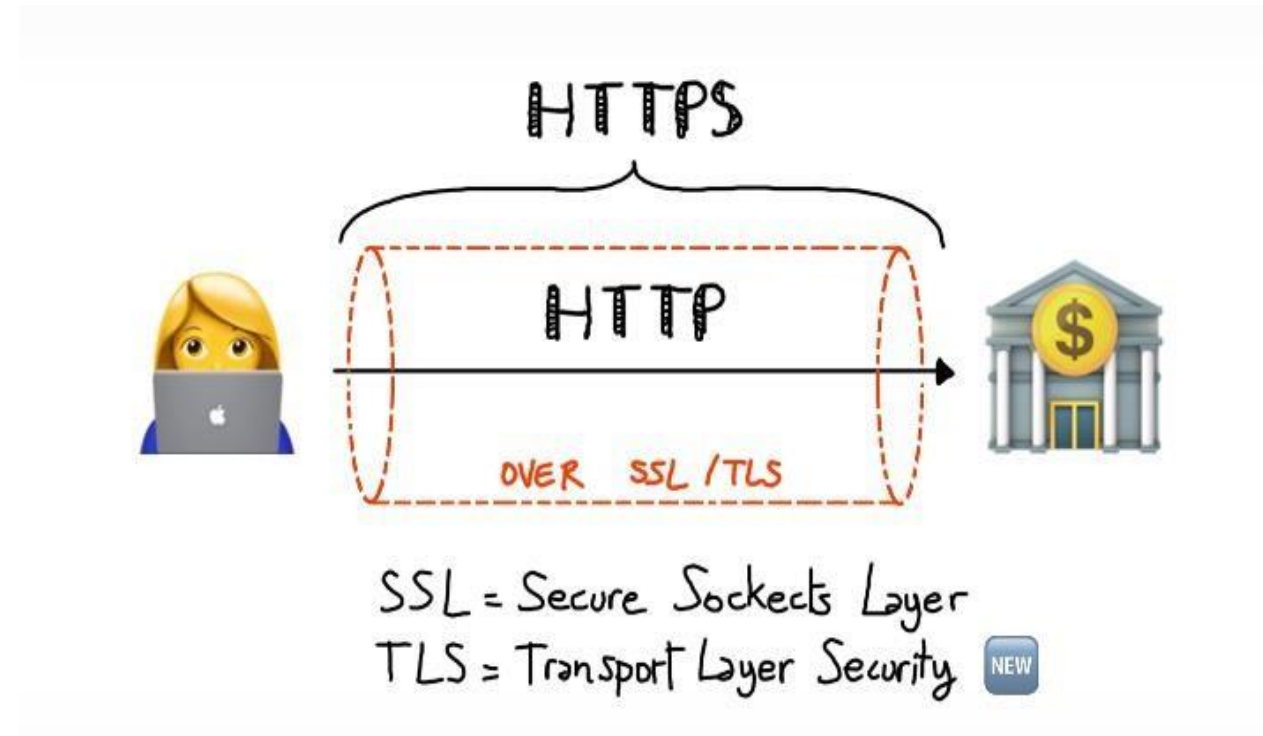 HTTPS
HTTP
$
OVER SSL/TLS
SSL = Secure Sockects Layer
TLS = Transport Layer Security NEW